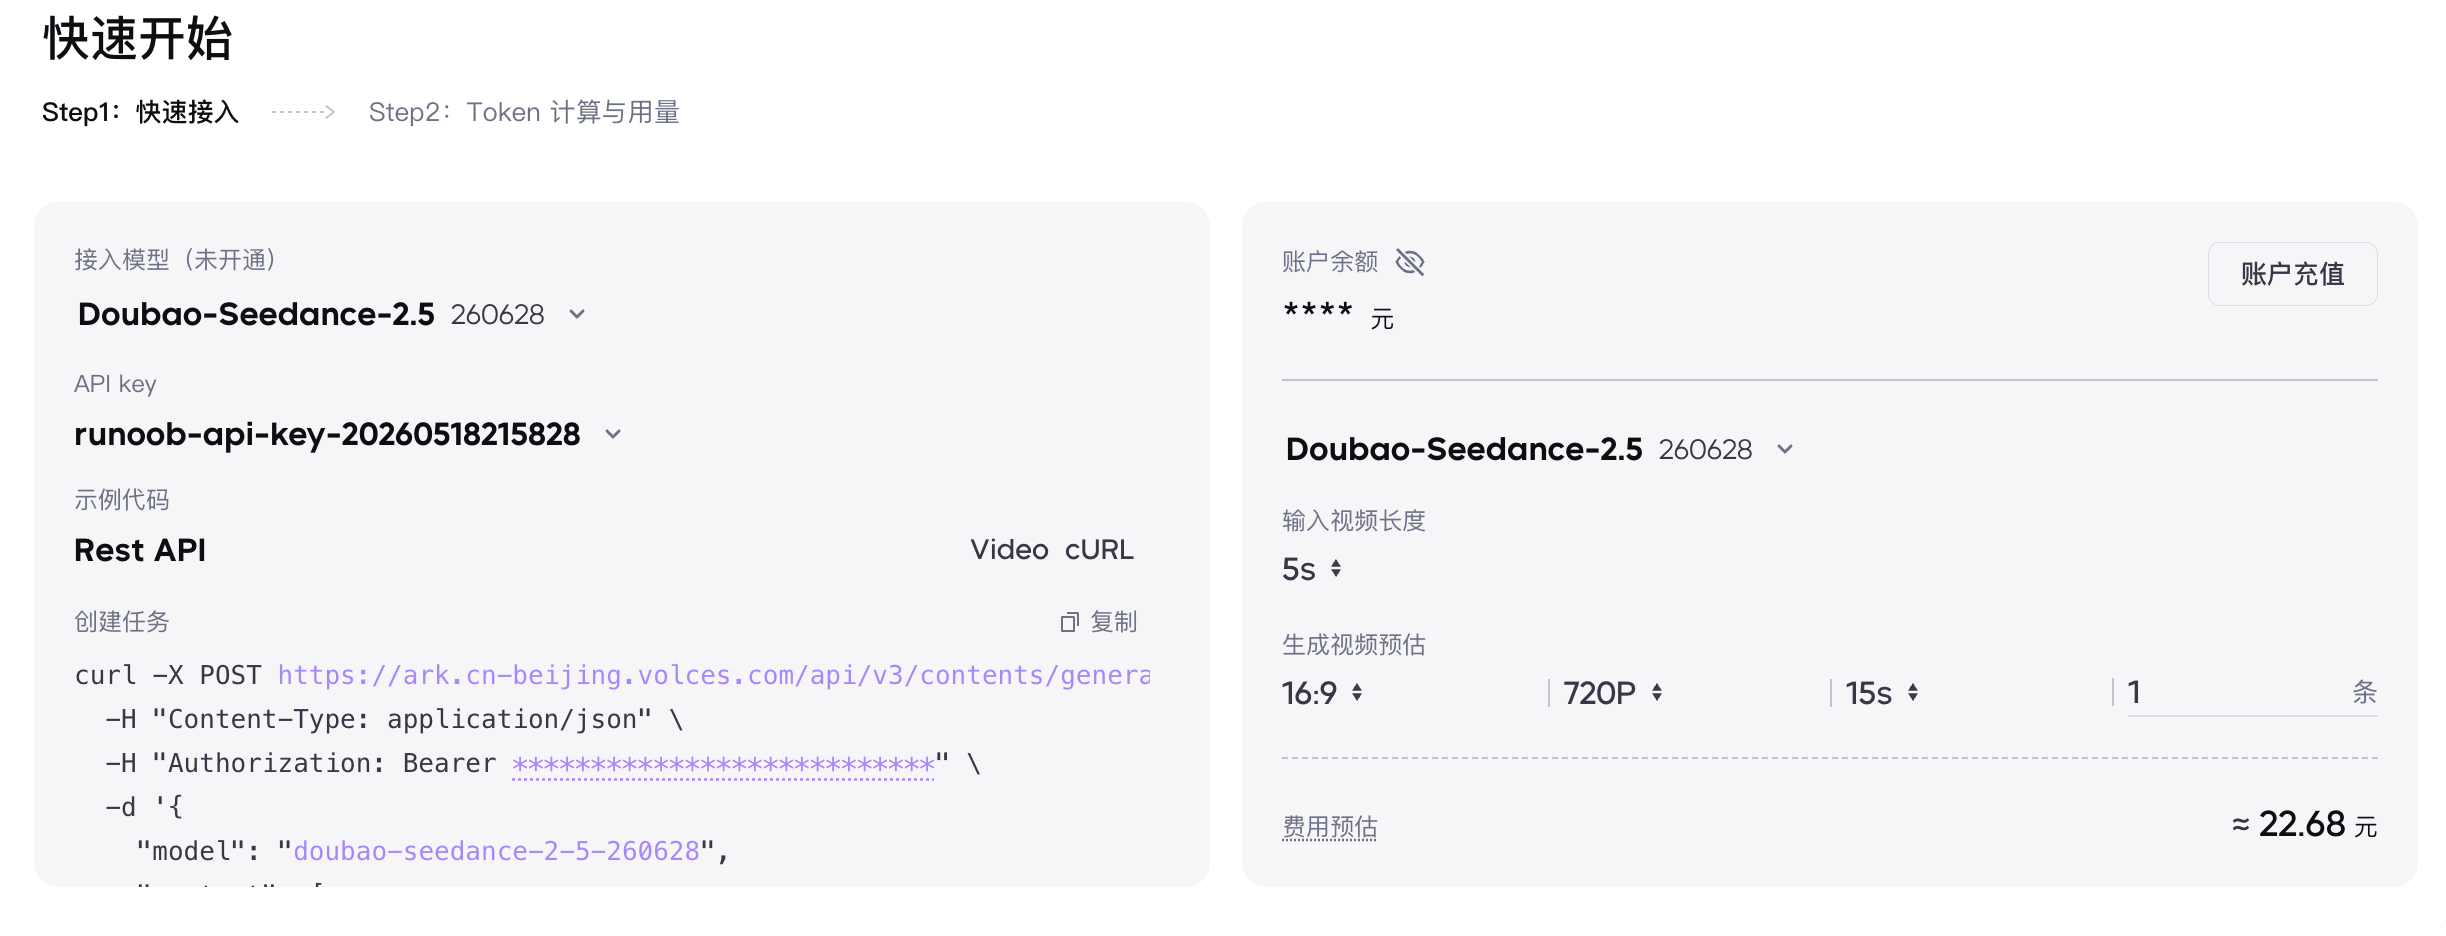 快速开始
Step1：快速接入
Step2：Token 计算与用量
接入模型（未开通）
Doubao-Seedance-2.5 260628
API key
runoob-api-key-20260518215828
示例代码
Rest API
Video cURL
创建任务
复制
curl -X POST https://ark.cn-beijing.volces.com/api/v3/contents/genera
-H "Content-Type: application/json" \
-H "Authorization: Bearer ***************************" \
-d '{
"model": "doubao-seedance-2-5-260628",
账户余额
账户充值
**** 元
Doubao-Seedance-2.5 260628
输入视频长度
5s
生成视频预估
16:9 720P 15s 1 条
费用预估
≈ 22.68 元